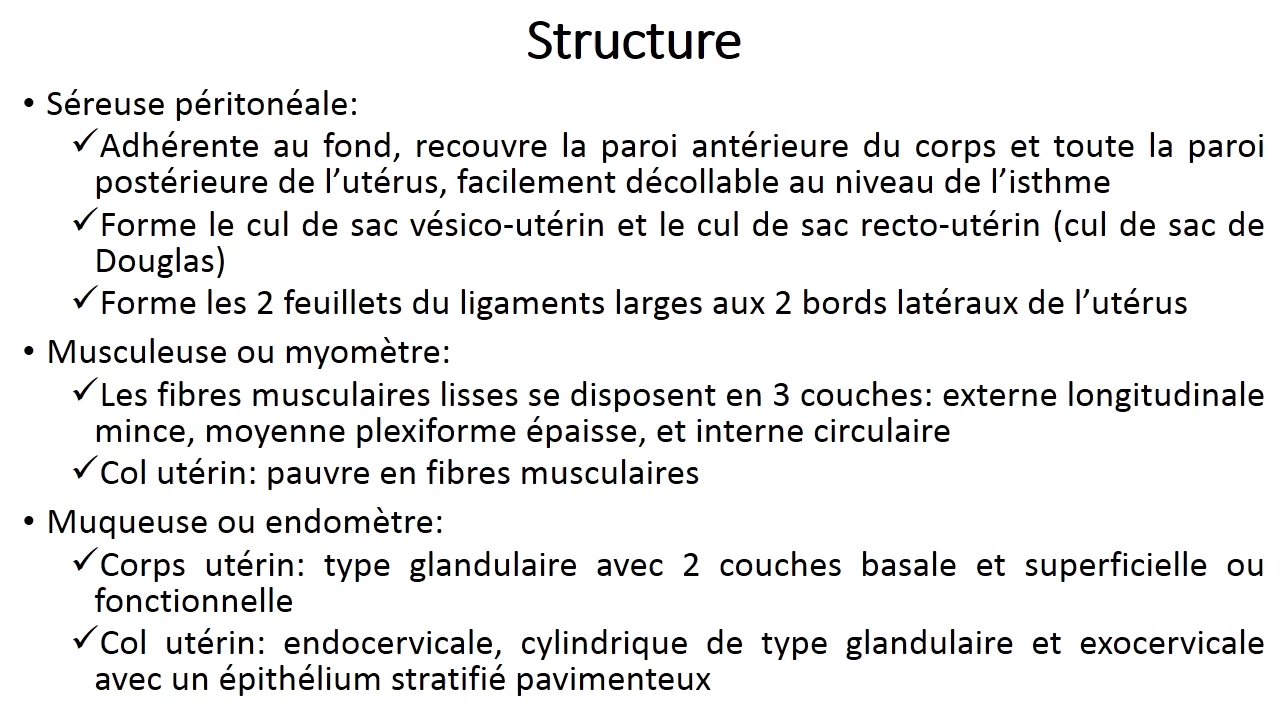 Structure
• Séreuse péritonéale:
✓Adhérente au fond, recouvre la paroi antérieure du corps et toute la paroi
postérieure de l’utérus, facilement décollable au niveau de l’isthme
✓Forme le cul de sac vésico-utérin et le cul de sac recto-utérin (cul de sac de
Douglas)
✓Forme les 2 feuillets du ligaments larges aux 2 bords latéraux de l’utérus
• Musculeuse ou myomètre:
✓Les fibres musculaires lisses se disposent en 3 couches: externe longitudinale
mince, moyenne plexiforme épaisse, et interne circulaire
✓Col utérin: pauvre en fibres musculaires
• Muqueuse ou endomètre:
✓Corps utérin: type glandulaire avec 2 couches basale et superficielle ou
fonctionnelle
✓Col utérin: endocervicale, cylindrique de type glandulaire et exocervicale
avec un épithélium stratifié pavimenteux